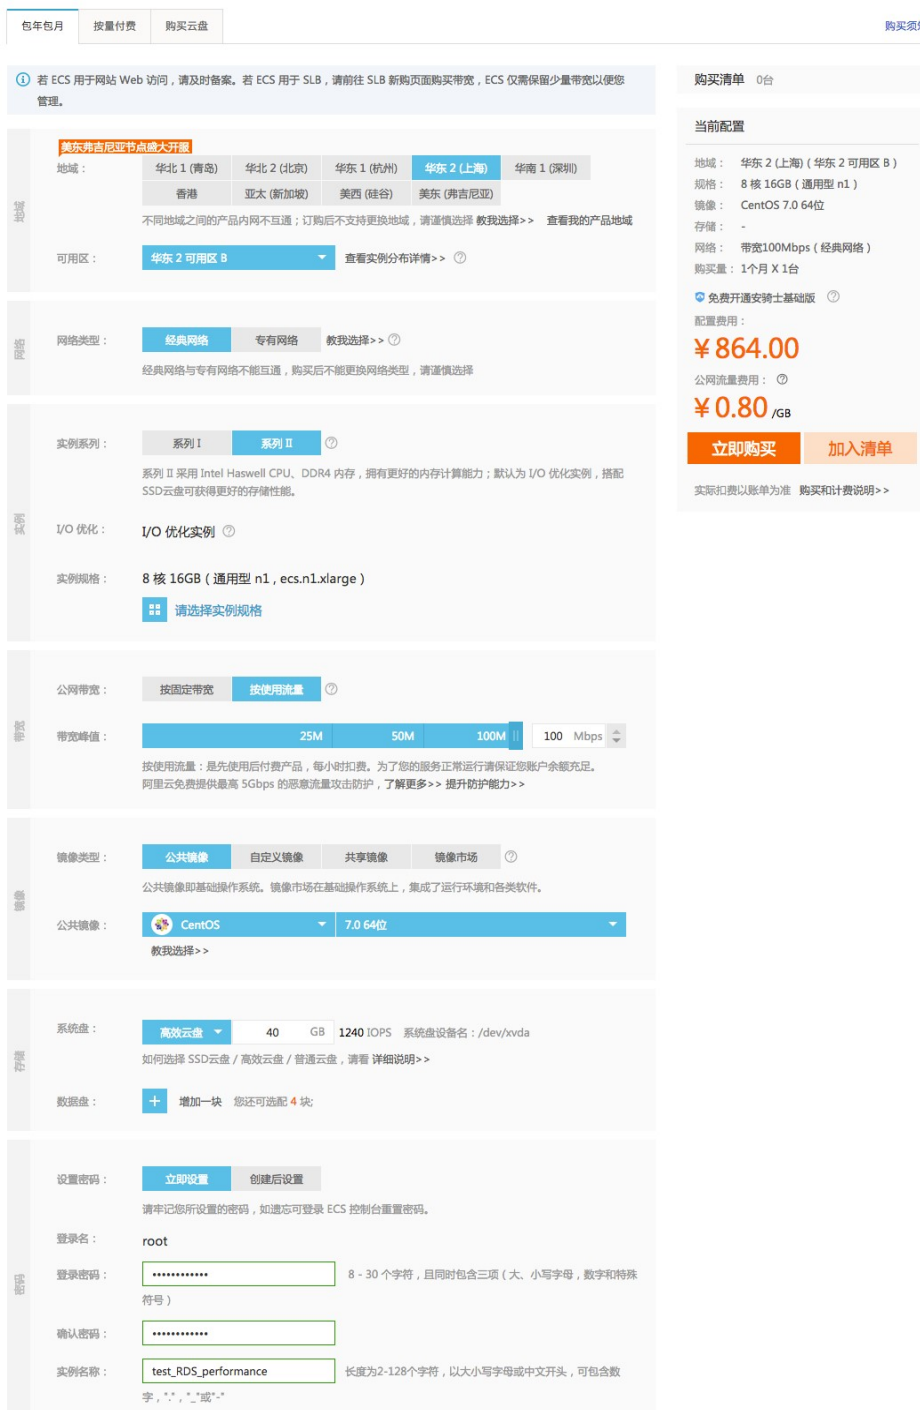 包年包月
按量付费
购买云盘
若 ECS 用于网站 Web 访问，请及时备案。若 ECS 用于 SLB，请前往 SLB 新购页面购买带宽，ECS 仅需保留少量带宽以便您
管理。
地域
美东弗吉尼亚节点盛大开服
地域：
华北 1 (青岛)
华北 2 (北京)
华东 1 (杭州)
华东 2 (上海)
华南 1 (深圳)
香港
亚太 (新加坡)
美西 (硅谷)
美东 (弗吉尼亚)
不同地域之间的产品内网不互通；订购后不支持更换地域，请谨慎选择 教我选择>> 查看我的产品地域
可用区：
华东 2 可用区 B
查看实例分布详情>>
网络
网络类型：
经典网络
专有网络
教我选择>>
经典网络与专有网络不能互通，购买后不能更换网络类型，请谨慎选择
实例
实例系列：
系列 I
系列 II
系列 II 采用 Intel Haswell CPU、DDR4 内存，拥有更好的内存计算能力；默认为 I/O 优化实例，搭配
SSD云盘可获得更好的存储性能。
I/O 优化：
I/O 优化实例
实例规格：
8 核 16GB（通用型 n1 , ecs.n1.xlarge）
请选择实例规格
带宽
公网带宽：
按固定带宽
按使用流量
带宽峰值：
25M
50M
100M
100 Mbps
按使用流量：是先使用后付费产品，每小时扣费。为了您的服务正常运行请保证您账户余额充足。
阿里云免费提供最高 5Gbps 的恶意流量攻击防护，了解更多>> 提升防护能力>>
镜像
镜像类型：
公共镜像
自定义镜像
共享镜像
镜像市场
公共镜像即基础操作系统。镜像市场在基础操作系统上，集成了运行环境和各类软件。
公共镜像：
CentOS
7.0 64位
教我选择>>
存储
系统盘：
高效云盘
40 GB
1240 IOPS 系统盘设备名：/dev/xvda
如何选择 SSD云盘 / 高效云盘 / 普通云盘，请看 详细说明>>
数据盘：
增加一块 您还可选配 4 块;
密码
设置密码：
立即设置
创建后设置
请牢记您所设置的密码，如遗忘可登录 ECS 控制台重置密码。
登录名：
root
登录密码：
••••••••••••
8 - 30 个字符，且同时包含三项（大、小写字母，数字和特殊
符号）
确认密码：
••••••••••••
实例名称：
test_RDS_performance
长度为2-128个字符，以大小写字母或中文开头，可包含数
字，"."，"_"或"-"
购买须
购买清单 0台
当前配置
地域： 华东 2 (上海)（华东 2 可用区 B）
规格： 8 核 16GB（通用型 n1）
镜像： CentOS 7.0 64位
存储： -
网络： 带宽100Mbps（经典网络）
购买量： 1个月 X 1台
免费开通安骑士基础版
配置费用：
¥864.00
公网流量费用：
¥0.80 /GB
立即购买
加入清单
实际扣费以账单为准 购买和计费说明>>